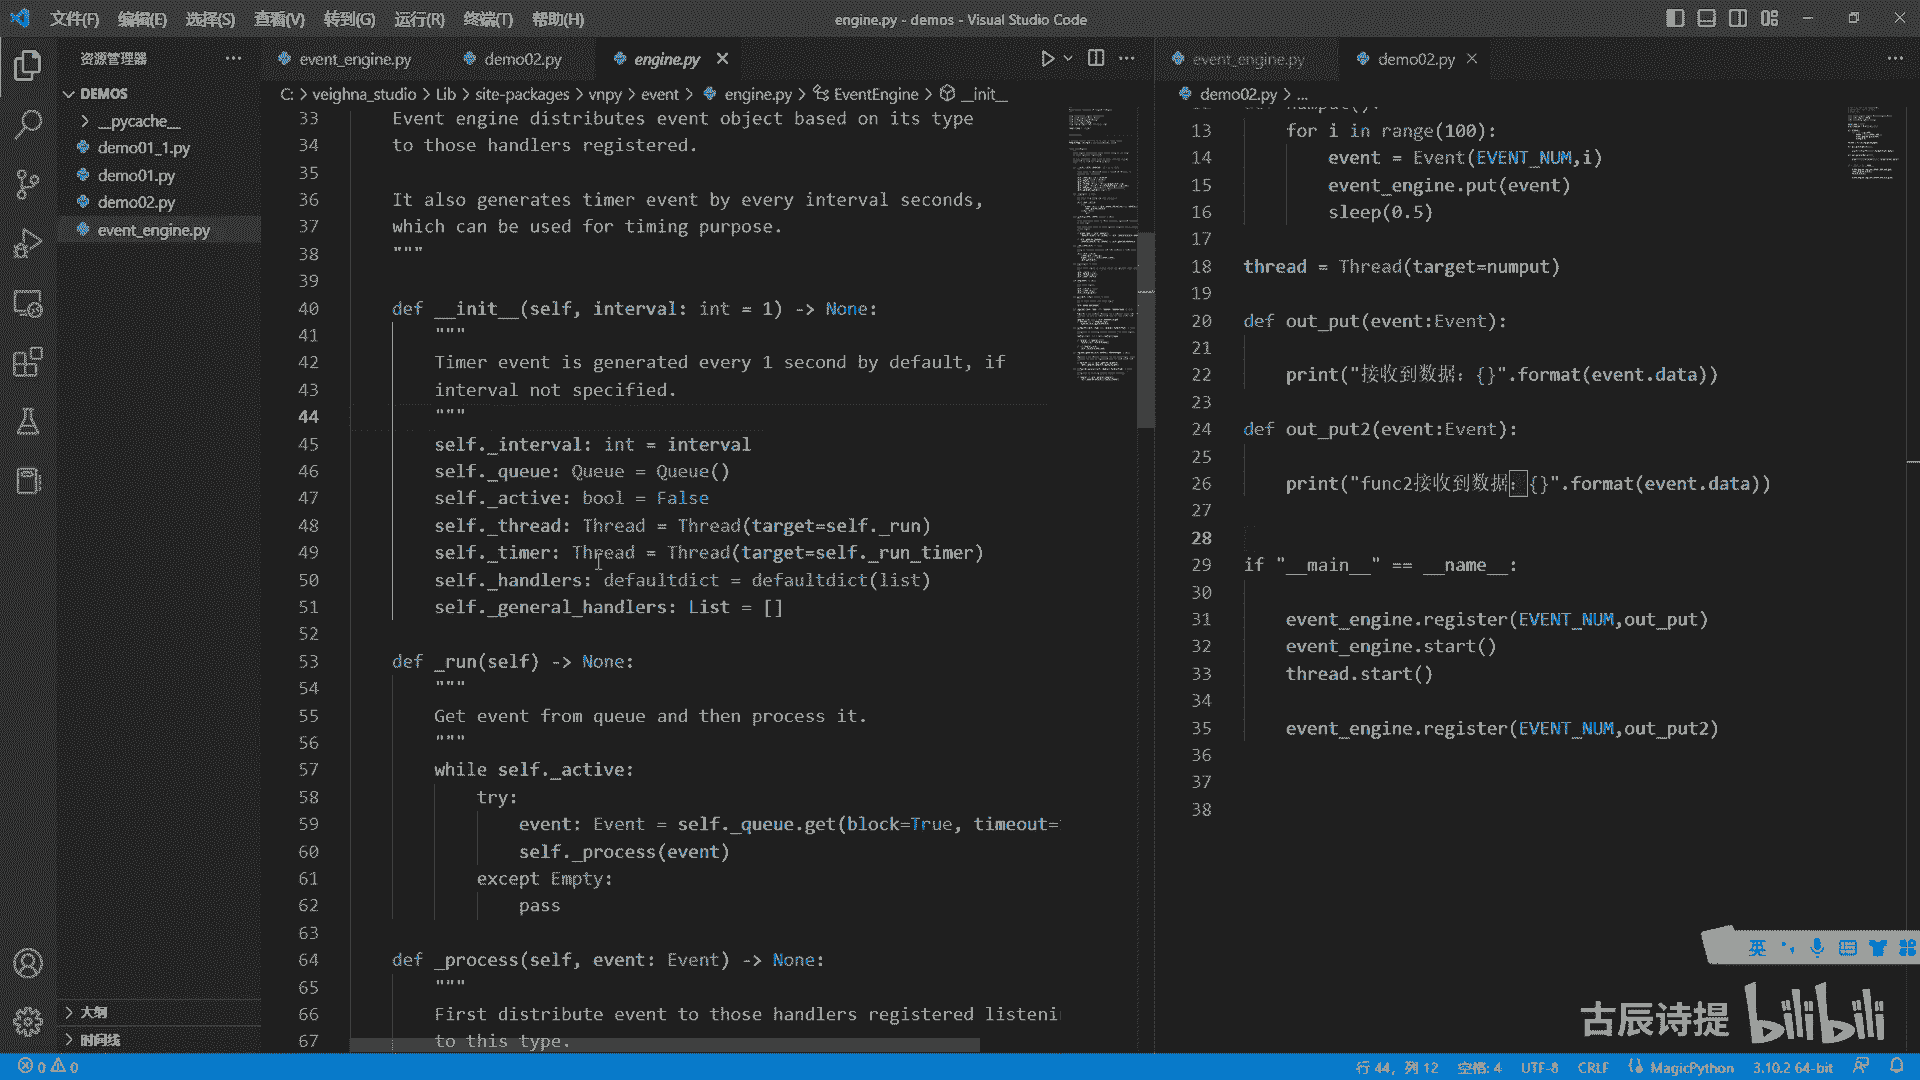 文件(F) 编辑(E) 选择(S) 查看(V) 转到(G) 运行(R) 终端(T) 帮助(H)
engine.py - demos - Visual Studio Code
资源管理器
DEMOS
__pycache__
demo01_1.py
demo01.py
demo02.py
event_engine.py
大纲
时间线
event_engine.py demo02.py engine.py
C: > veighna_studio > Lib > site-packages > vnpy > event > engine.py > EventEngine > __init__
33 Event engine distributes event object based on its type
34 to those handlers registered.
35
36 It also generates timer event by every interval seconds,
37 which can be used for timing purpose.
38 """
39
40 def __init__(self, interval: int = 1) -> None:
41 """
42 Timer event is generated every 1 second by default, if
43 interval not specified.
44 """
45 self._interval: int = interval
46 self._queue: Queue = Queue()
47 self._active: bool = False
48 self._thread: Thread = Thread(target=self._run)
49 self._timer: Thread = Thread(target=self._run_timer)
50 self._handlers: defaultdict = defaultdict(list)
51 self._general_handlers: List = []
52
53 def _run(self) -> None:
54 """
55 Get event from queue and then process it.
56 """
57 while self._active:
58 try:
59 event: Event = self._queue.get(block=True, timeout=
60 self._process(event)
61 except Empty:
62 pass
63
64 def _process(self, event: Event) -> None:
65 """
66 First distribute event to those handlers registered listeni
67 to this type.
event_engine.py demo02.py
demo02.py > ...
13 for i in range(100):
14 event = Event(EVENT_NUM,i)
15 event_engine.put(event)
16 sleep(0.5)
17
18 thread = Thread(target=numput)
19
20 def out_put(event:Event):
21
22 print("接收到数据：{}".format(event.data))
23
24 def out_put2(event:Event):
25
26 print("func2接收到数据：{}".format(event.data))
27
28
29 if "__main__" == __name__:
30
31 event_engine.register(EVENT_NUM,out_put)
32 event_engine.start()
33 thread.start()
34
35 event_engine.register(EVENT_NUM,out_put2)
36
37
38
英
古辰诗提 bilibili
0 0
行 44，列 12 空格: 4 UTF-8 CRLF MagicPython 3.10.2 64-bit